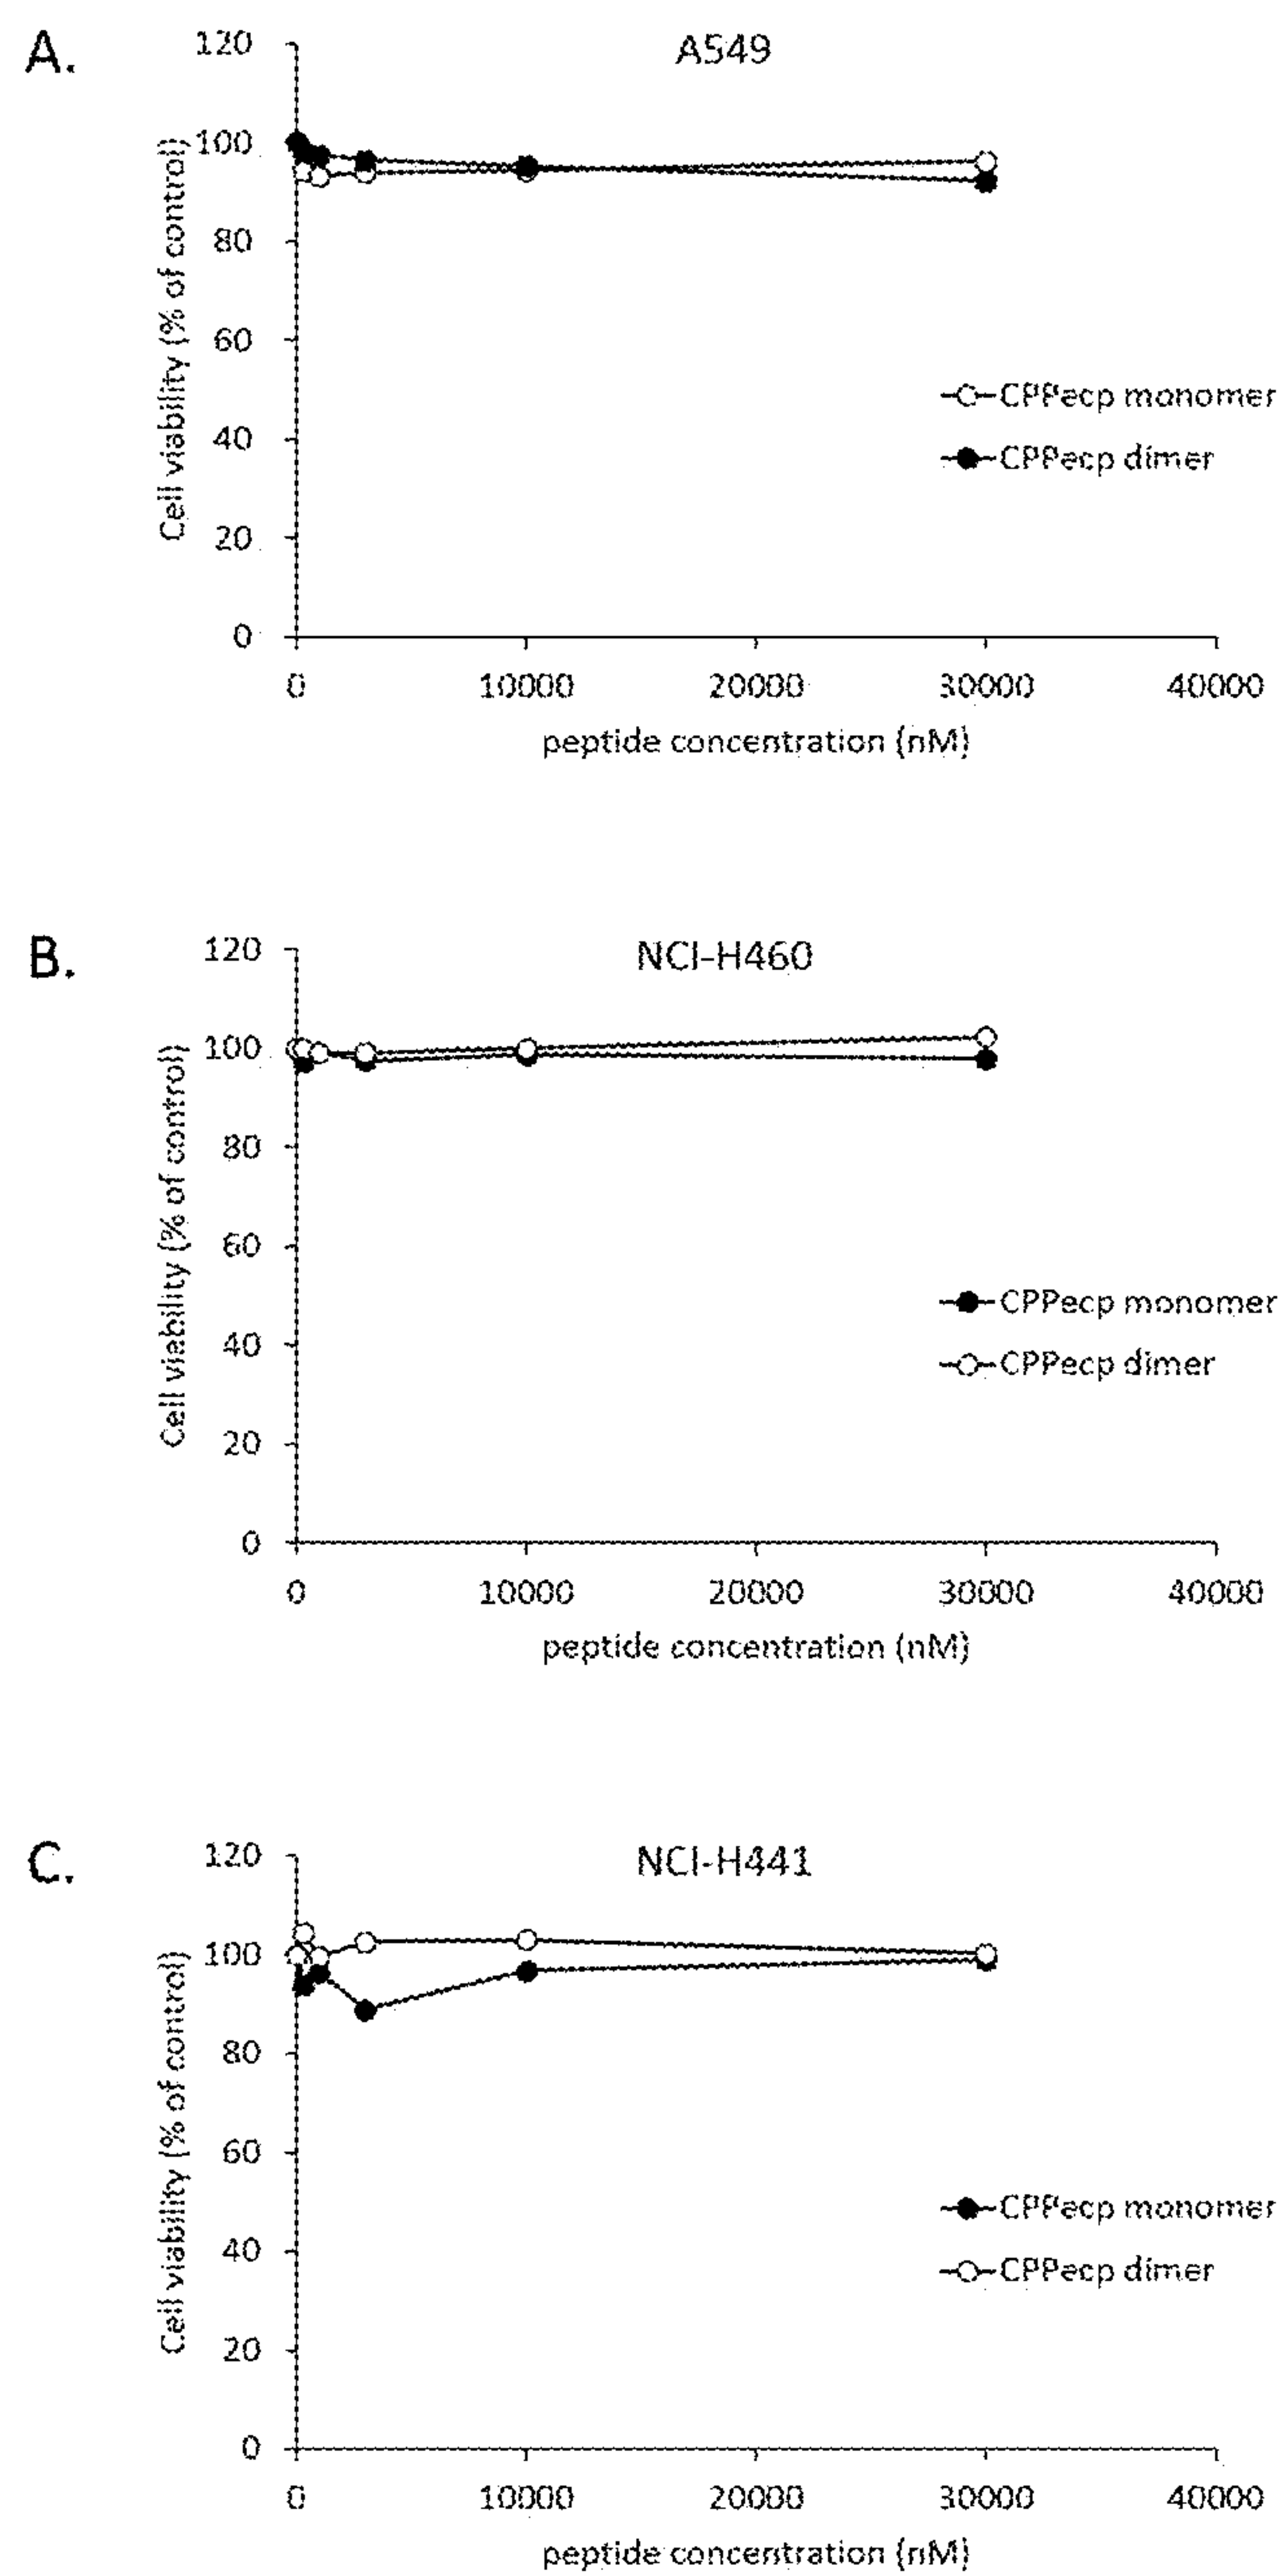 A.
A549
120
100
80
60
40
20
0
Cell viability (% of control)
CPPecp monomer
CPPecp dimer
0 10000 20000 30000 40000
peptide concentration (nM)
B.
NCI-H460
120
100
80
60
40
20
0
Cell viability (% of control)
CPPecp monomer
CPPecp dimer
0 10000 20000 30000 40000
peptide concentration (nM)
C.
NCI-H441
120
100
80
60
40
20
0
Cell viability (% of control)
CPPecp monomer
CPPecp dimer
0 10000 20000 30000 40000
peptide concentration (nM)